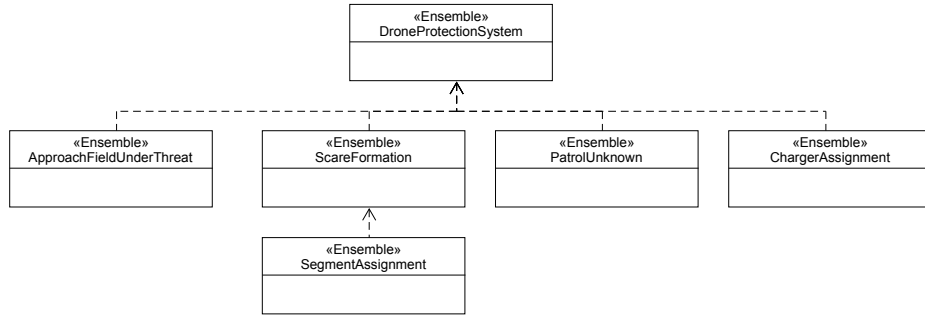 «Ensemble»
DroneProtectionSystem
«Ensemble»
ApproachFieldUnderThreat
«Ensemble»
ScareFormation
«Ensemble»
PatrolUnknown
«Ensemble»
ChargerAssignment
«Ensemble»
SegmentAssignment